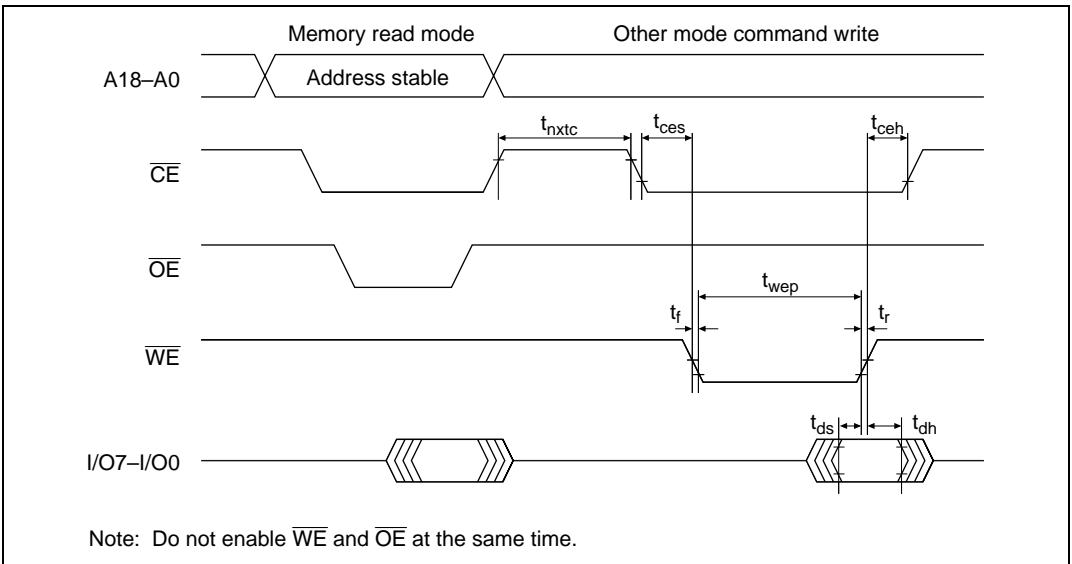 Memory read mode Other mode command write
A18–A0 Address stable
tnxtc tces tceh
CE
OE
twep
tf tr
WE
tds tdh
I/O7–I/O0
Note: Do not enable WE and OE at the same time.